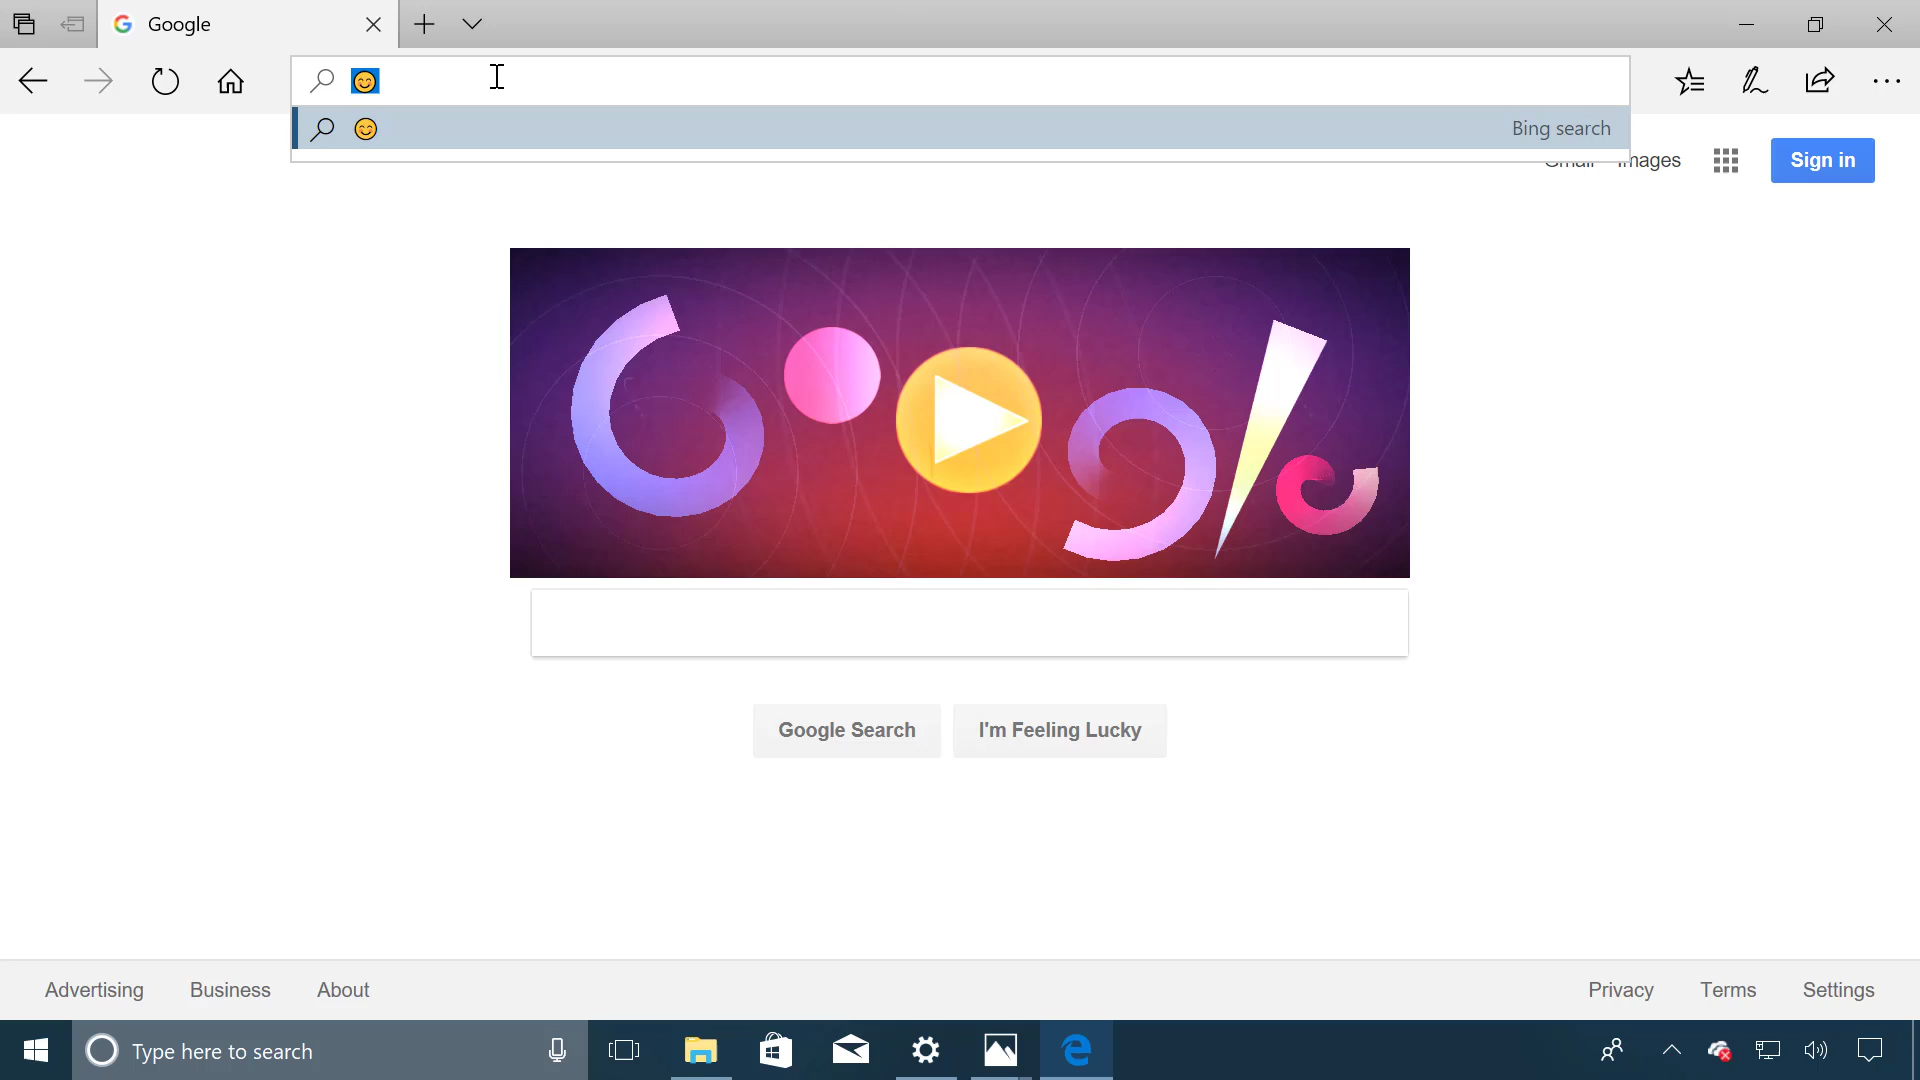 Google
😊
😊 Bing search
Images
Sign in
Google Search
I'm Feeling Lucky
Advertising
Business
About
Privacy
Terms
Settings
Type here to search